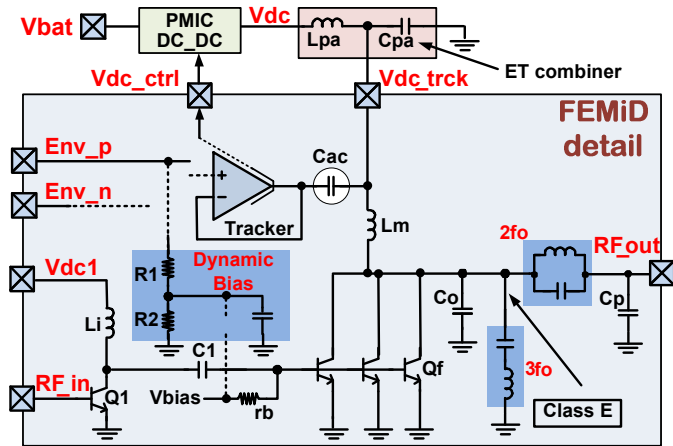 Vbat
PMIC
DC_DC
Vdc
Lpa
Cpa
ET combiner
Vdc_ctrl
Vdc_trck
FEMiD
detail
Env_p
Env_n
+
−
Cac
Tracker
Lm
2fo
RF_out
Vdc1
R1
Dynamic
Bias
R2
Li
Co
Cp
C1
Qf
3fo
RF_in
Q1
Vbias
rb
Class E